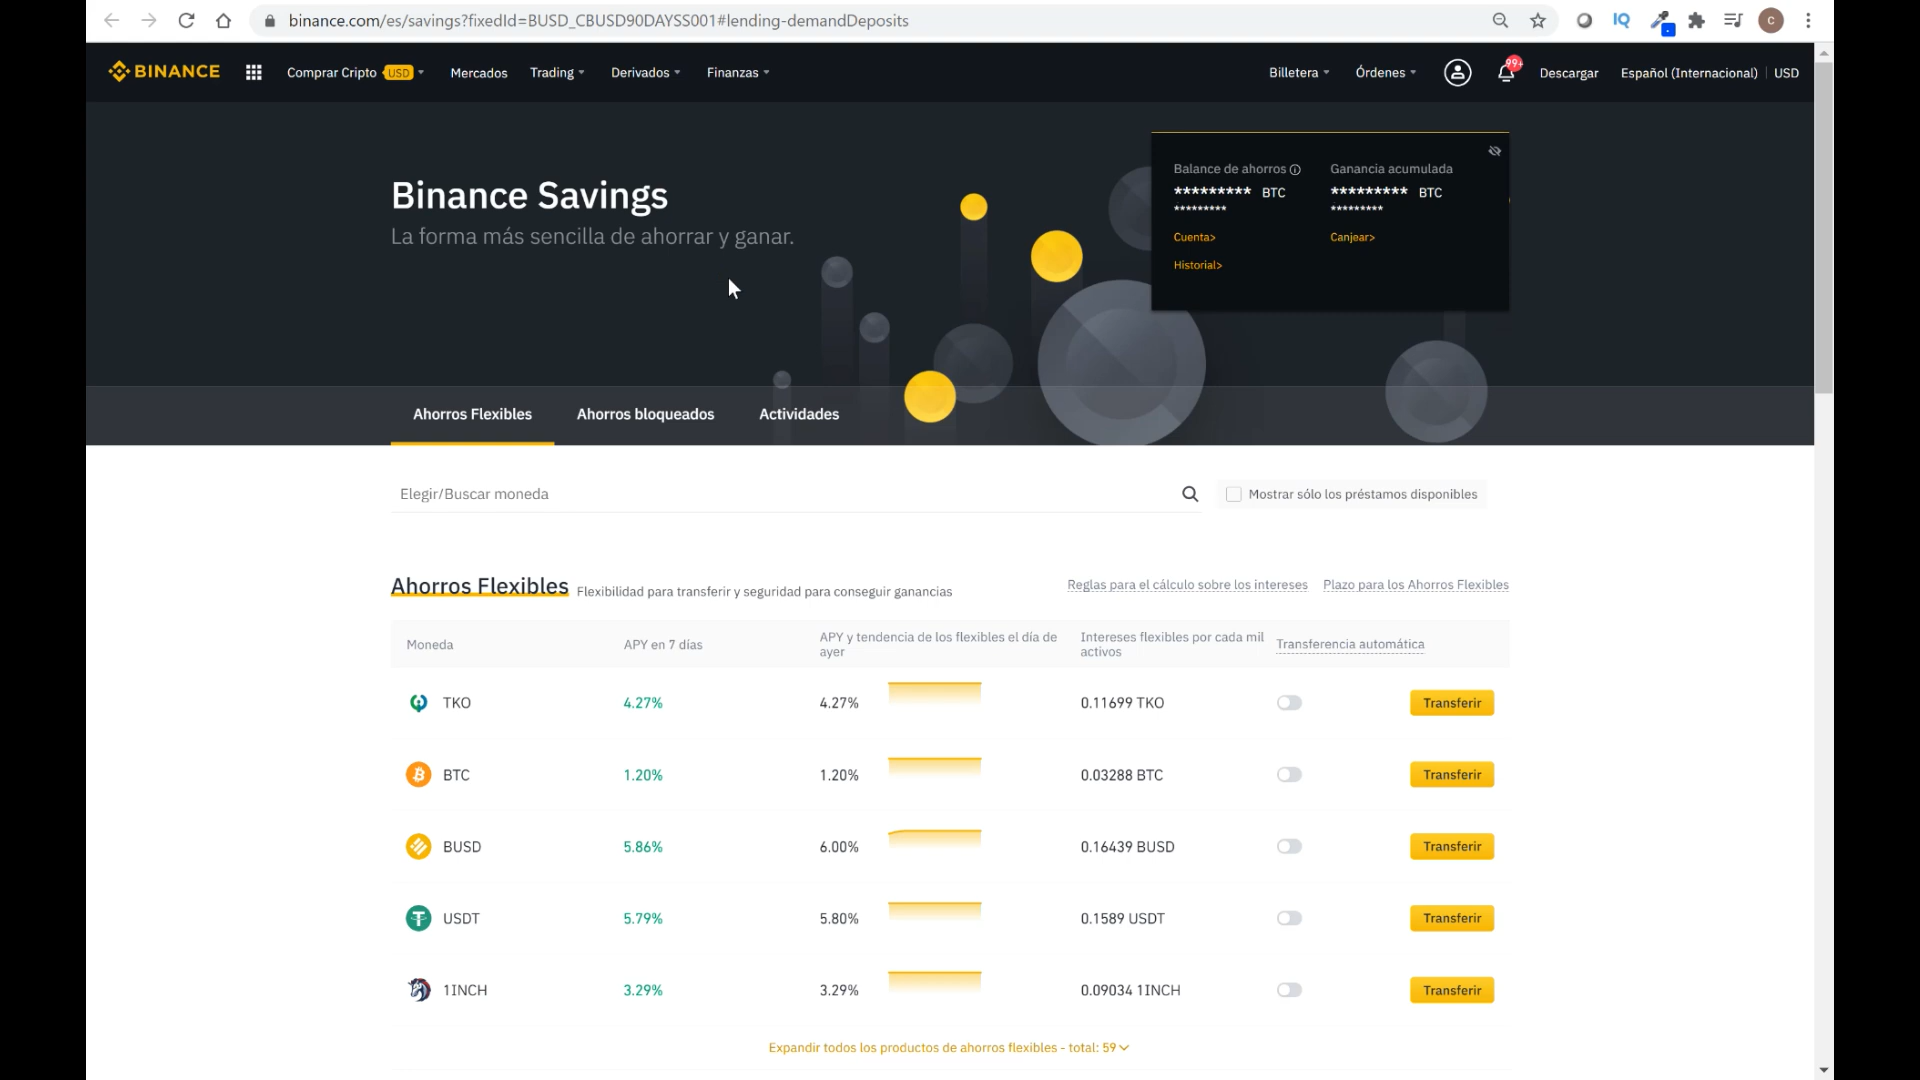 binance.com/es/savings?fixedId=BUSD_CBUSD90DAYSS001#lending-demandDeposits
IQ
C
BINANCE
Comprar Cripto USD
Mercados
Trading
Derivados
Finanzas
Billetera
Órdenes
99+
Descargar
Español (Internacional)
USD
Binance Savings
La forma más sencilla de ahorrar y ganar.
Balance de ahorros
********* BTC
*********
Cuenta>
Historial>
Ganancia acumulada
********* BTC
*********
Canjear>
Ahorros Flexibles
Ahorros bloqueados
Actividades
Elegir/Buscar moneda
Mostrar sólo los préstamos disponibles
Ahorros Flexibles
Flexibilidad para transferir y seguridad para conseguir ganancias
Reglas para el cálculo sobre los intereses
Plazo para los Ahorros Flexibles
Moneda
APY en 7 días
APY y tendencia de los flexibles el día de
ayer
Intereses flexibles por cada mil
activos
Transferencia automática
TKO 4.27% 4.27% 0.11699 TKO Transferir
BTC 1.20% 1.20% 0.03288 BTC Transferir
BUSD 5.86% 6.00% 0.16439 BUSD Transferir
USDT 5.79% 5.80% 0.1589 USDT Transferir
1INCH 3.29% 3.29% 0.09034 1INCH Transferir
Expandir todos los productos de ahorros flexibles - total: 59